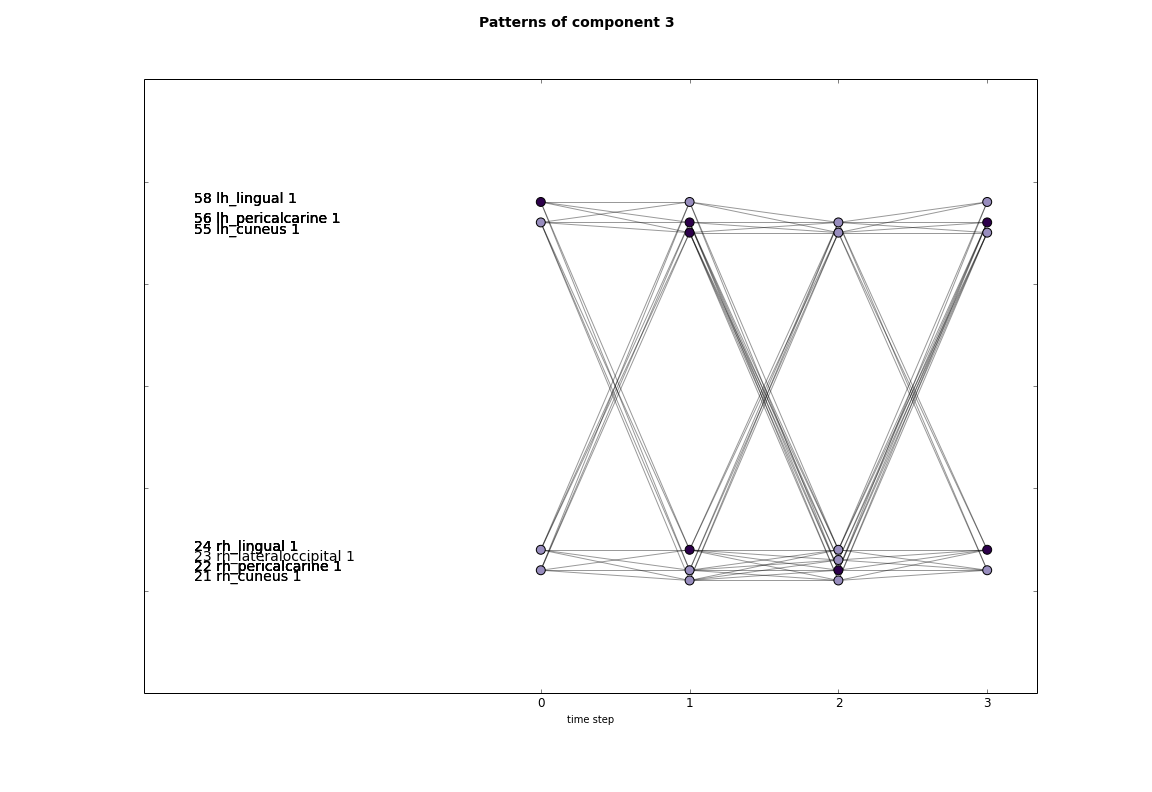 Patterns of component 3
58 lh_lingual 1
56 lh_pericalcarine 1
55 lh_cuneus 1
24 rh_lingual 1
23 rh_lateraloccipital 1
22 rh_pericalcarine 1
21 rh_cuneus 1
0 1 2 3
time step